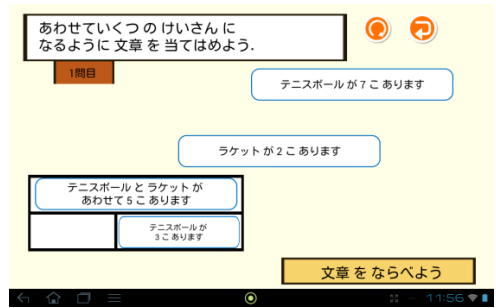 あわせていくつ の けいさん に
なるように 文章 を 当てはめよう.
1問目
テニスボール が 7 こ あります
ラケット が 2 こ あります
テニスボール と ラケット が
あわせて 5 こ あります
テニスボール が
3 こ あります
文章 を ならべよう
11:56